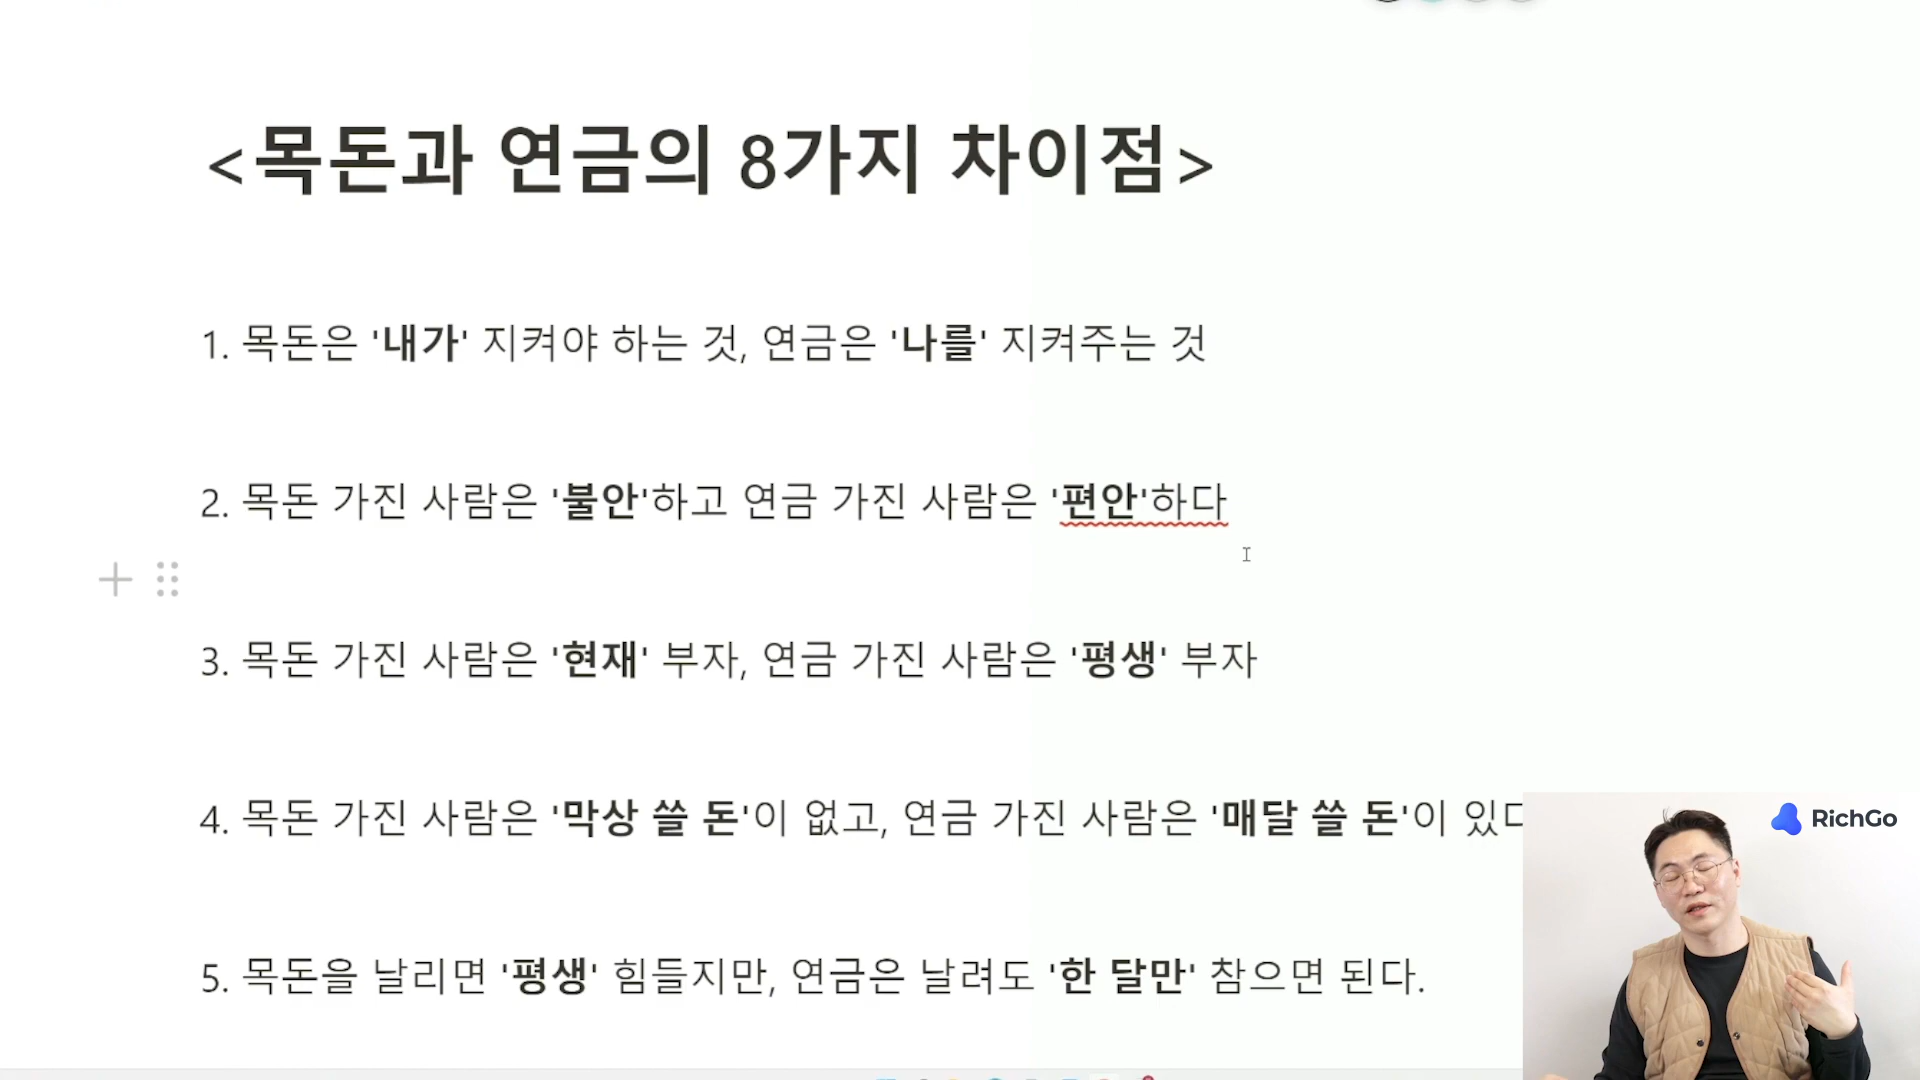 <목돈과 연금의 8가지 차이점>
1. 목돈은 '내가' 지켜야 하는 것, 연금은 '나를' 지켜주는 것
2. 목돈 가진 사람은 '불안'하고 연금 가진 사람은 '편안'하다
3. 목돈 가진 사람은 '현재' 부자, 연금 가진 사람은 '평생' 부자
4. 목돈 가진 사람은 '막상 쓸 돈'이 없고, 연금 가진 사람은 '매달 쓸 돈'이 있다
RichGo
5. 목돈을 날리면 '평생' 힘들지만, 연금은 날려도 '한 달만' 참으면 된다.